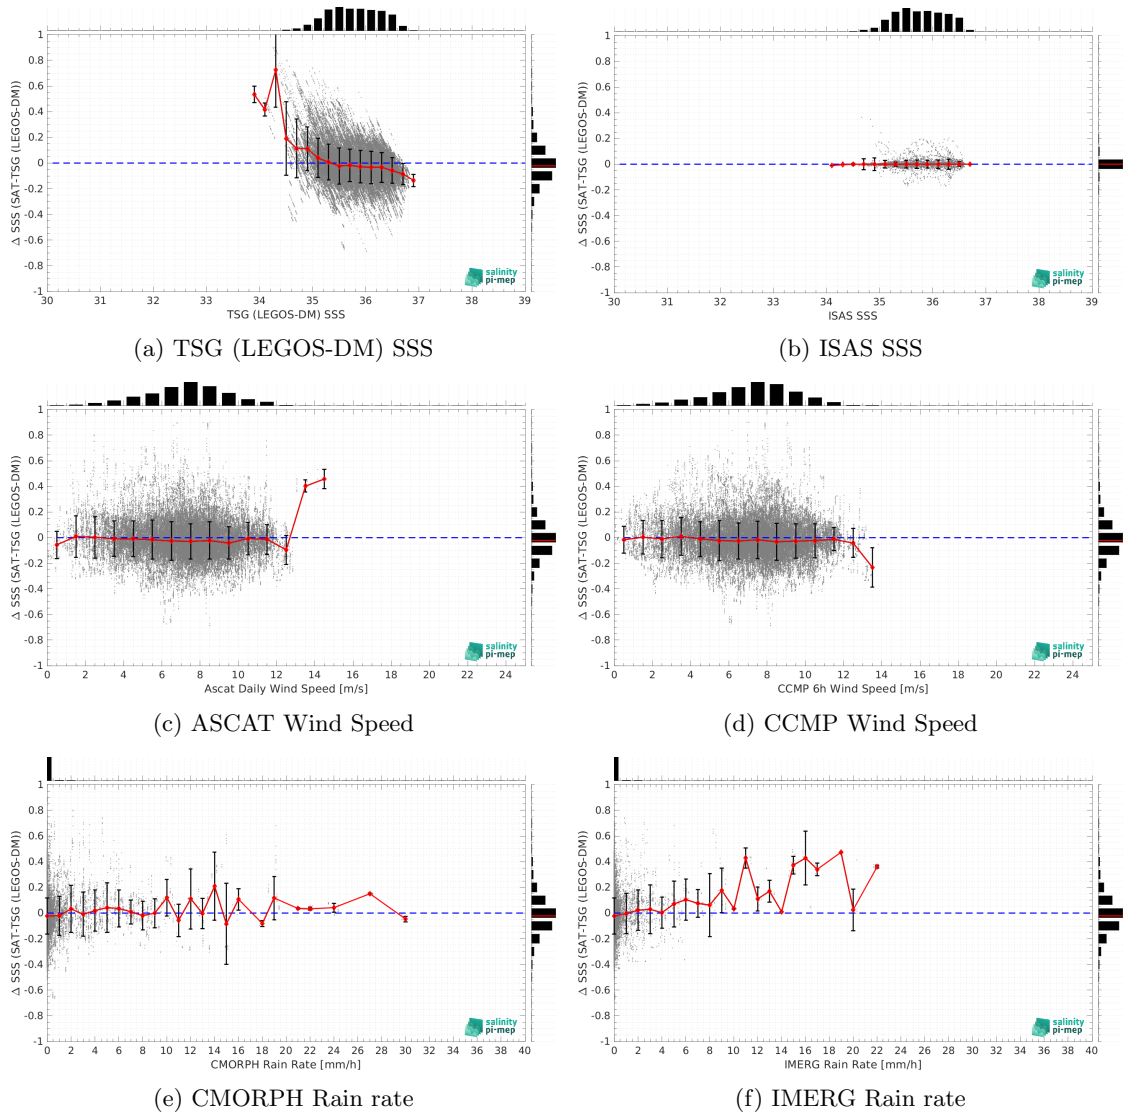 Δ SSS (SAT-TSG (LEGOS-DM))
1
0.8
0.6
0.4
0.2
0
-0.2
-0.4
-0.6
-0.8
-1
30 31 32 33 34 35 36 37 38 39
TSG (LEGOS-DM) SSS
salinity
pi-mep
(a) TSG (LEGOS-DM) SSS
Δ SSS (SAT-TSG (LEGOS-DM))
1
0.8
0.6
0.4
0.2
0
-0.2
-0.4
-0.6
-0.8
-1
30 31 32 33 34 35 36 37 38 39
ISAS SSS
salinity
pi-mep
(b) ISAS SSS
Δ SSS (SAT-TSG (LEGOS-DM))
1
0.8
0.6
0.4
0.2
0
-0.2
-0.4
-0.6
-0.8
-1
0 2 4 6 8 10 12 14 16 18 20 22 24
Ascat Daily Wind Speed [m/s]
salinity
pi-mep
(c) ASCAT Wind Speed
Δ SSS (SAT-TSG (LEGOS-DM))
1
0.8
0.6
0.4
0.2
0
-0.2
-0.4
-0.6
-0.8
-1
0 2 4 6 8 10 12 14 16 18 20 22 24
CCMP 6h Wind Speed [m/s]
salinity
pi-mep
(d) CCMP Wind Speed
Δ SSS (SAT-TSG (LEGOS-DM))
1
0.8
0.6
0.4
0.2
0
-0.2
-0.4
-0.6
-0.8
-1
0 2 4 6 8 10 12 14 16 18 20 22 24 26 28 30 32 34 36 38 40
CMORPH Rain Rate [mm/h]
salinity
pi-mep
(e) CMORPH Rain rate
Δ SSS (SAT-TSG (LEGOS-DM))
1
0.8
0.6
0.4
0.2
0
-0.2
-0.4
-0.6
-0.8
-1
0 2 4 6 8 10 12 14 16 18 20 22 24 26 28 30 32 34 36 38 40
IMERG Rain Rate [mm/h]
salinity
pi-mep
(f) IMERG Rain rate